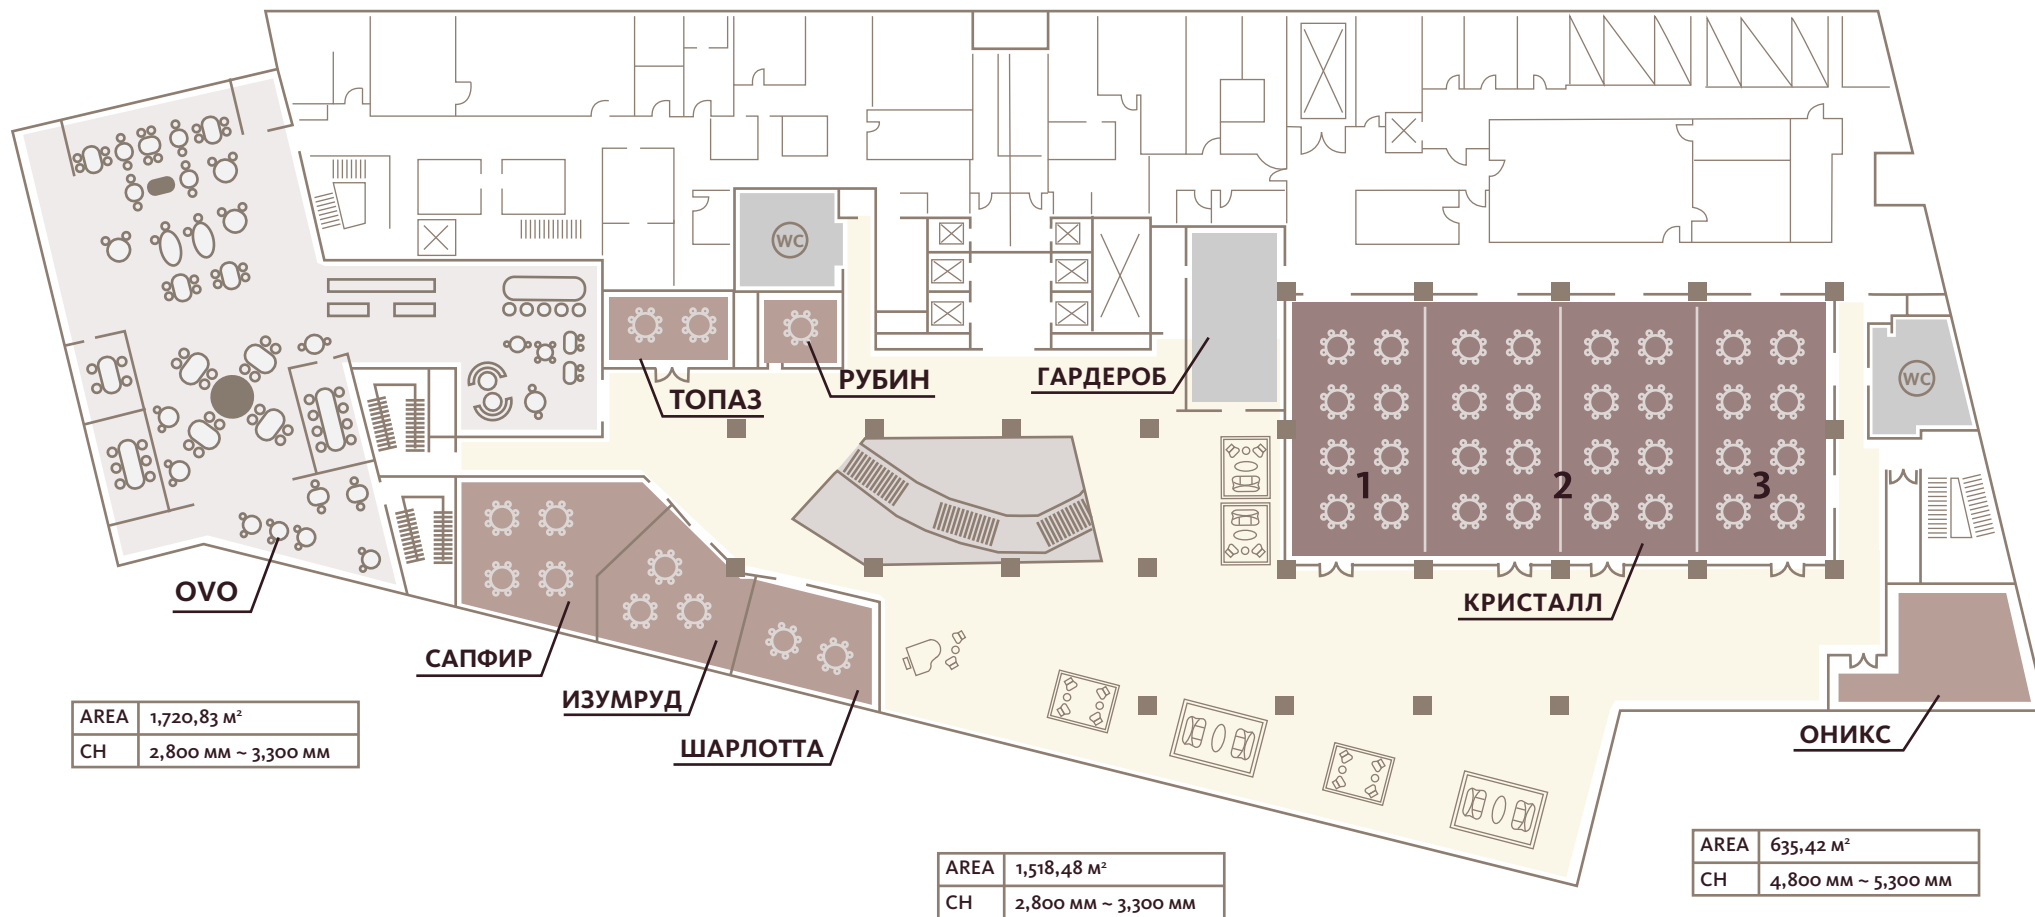 WC
РУБИН
ТОПАЗ
ГАРДЕРОБ
WC
1
2
3
OVO
КРИСТАЛЛ
САПФИР
ИЗУМРУД
ШАРЛОТТА
ОНИКС
AREA 1,720,83 м²
CH 2,800 мм ~ 3,300 мм
AREA 1,518,48 м²
CH 2,800 мм ~ 3,300 мм
AREA 635,42 м²
CH 4,800 мм ~ 5,300 мм